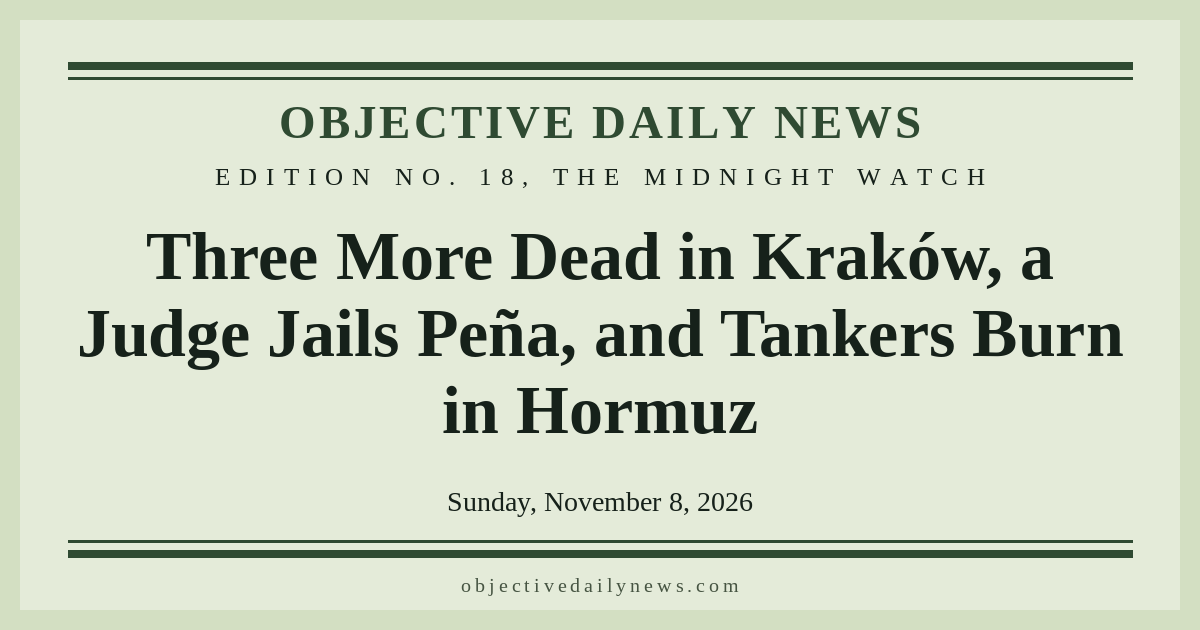 OBJECTIVE DAILY NEWS
EDITION NO. 18, THE MIDNIGHT WATCH
Three More Dead in Kraków, a
Judge Jails Peña, and Tankers Burn
in Hormuz
Sunday, November 8, 2026
objectivedailynews.com